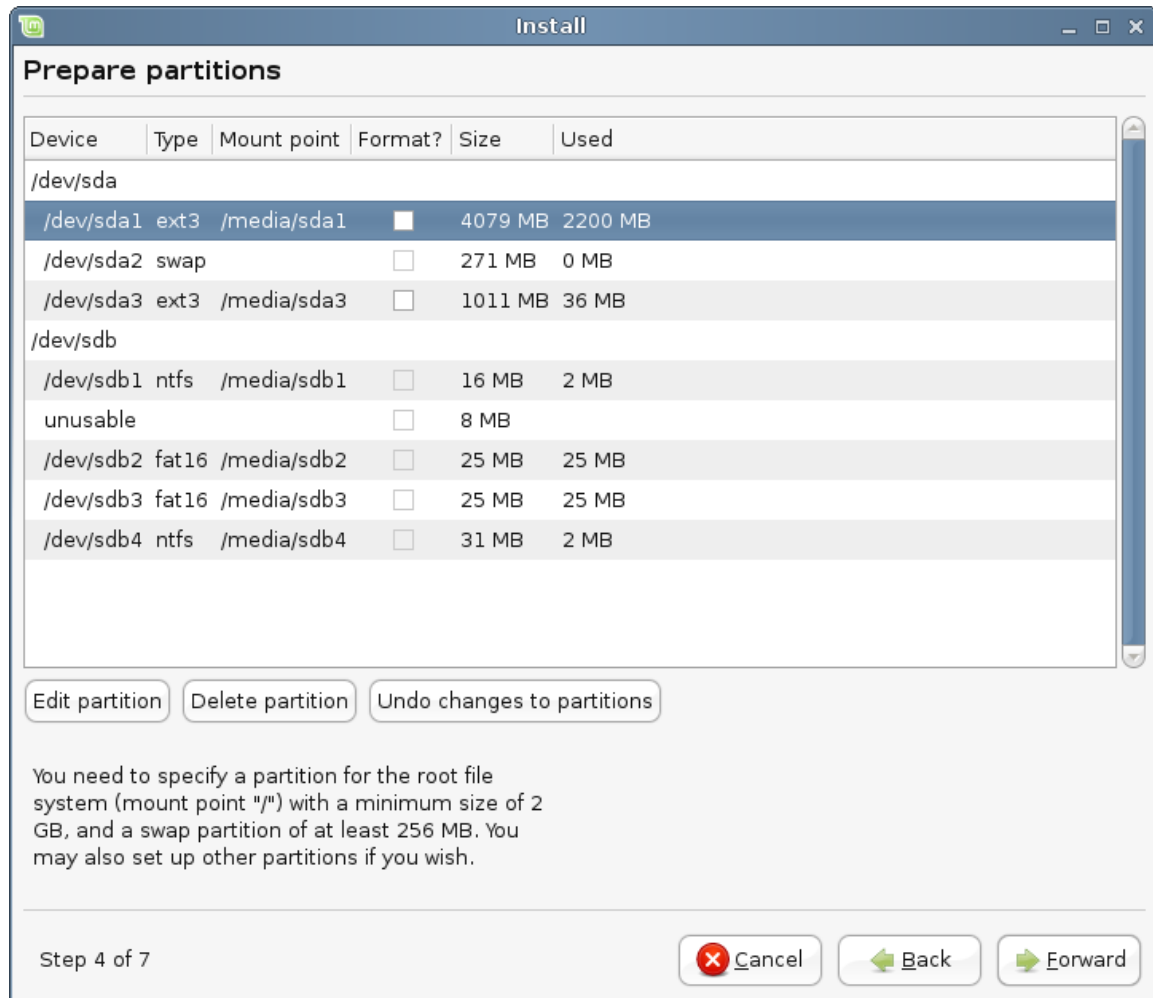 Install
Prepare partitions
Device Type Mount point Format? Size Used
/dev/sda
/dev/sda1 ext3 /media/sda1 4079 MB 2200 MB
/dev/sda2 swap 271 MB 0 MB
/dev/sda3 ext3 /media/sda3 1011 MB 36 MB
/dev/sdb
/dev/sdb1 ntfs /media/sdb1 16 MB 2 MB
unusable 8 MB
/dev/sdb2 fat16 /media/sdb2 25 MB 25 MB
/dev/sdb3 fat16 /media/sdb3 25 MB 25 MB
/dev/sdb4 ntfs /media/sdb4 31 MB 2 MB
Edit partition Delete partition Undo changes to partitions
You need to specify a partition for the root file
system (mount point "/") with a minimum size of 2
GB, and a swap partition of at least 256 MB. You
may also set up other partitions if you wish.
Step 4 of 7 Cancel Back Forward